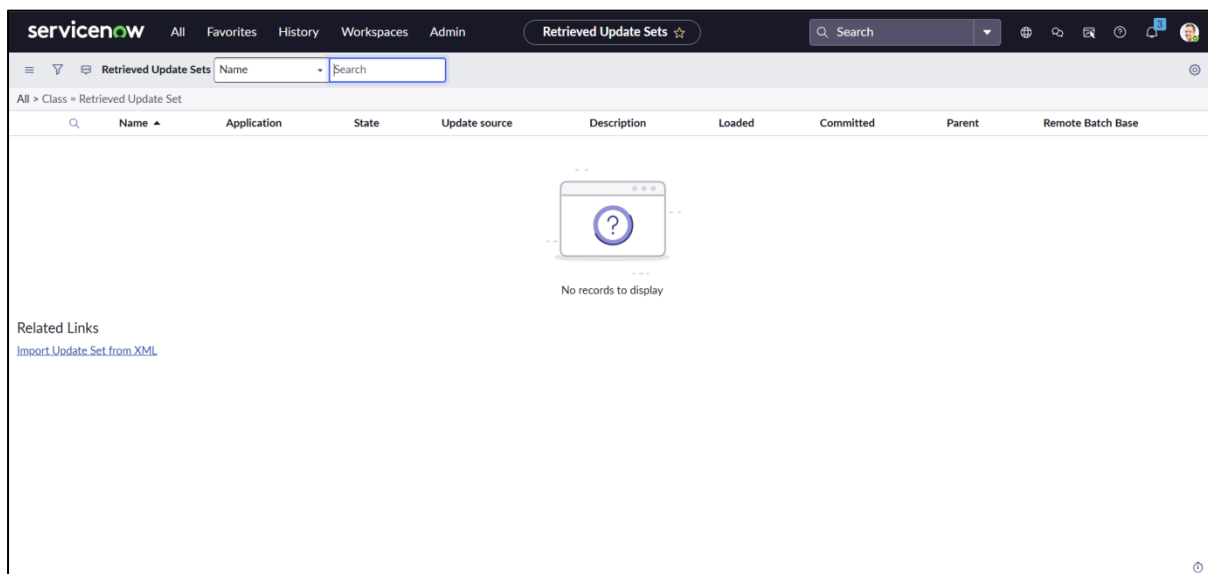 servicenow All Favorites History Workspaces Admin Retrieved Update Sets Search 3
Retrieved Update Sets Name Search
All > Class = Retrieved Update Set
Name Application State Update source Description Loaded Committed Parent Remote Batch Base
?
No records to display
Related Links
Import Update Set from XML